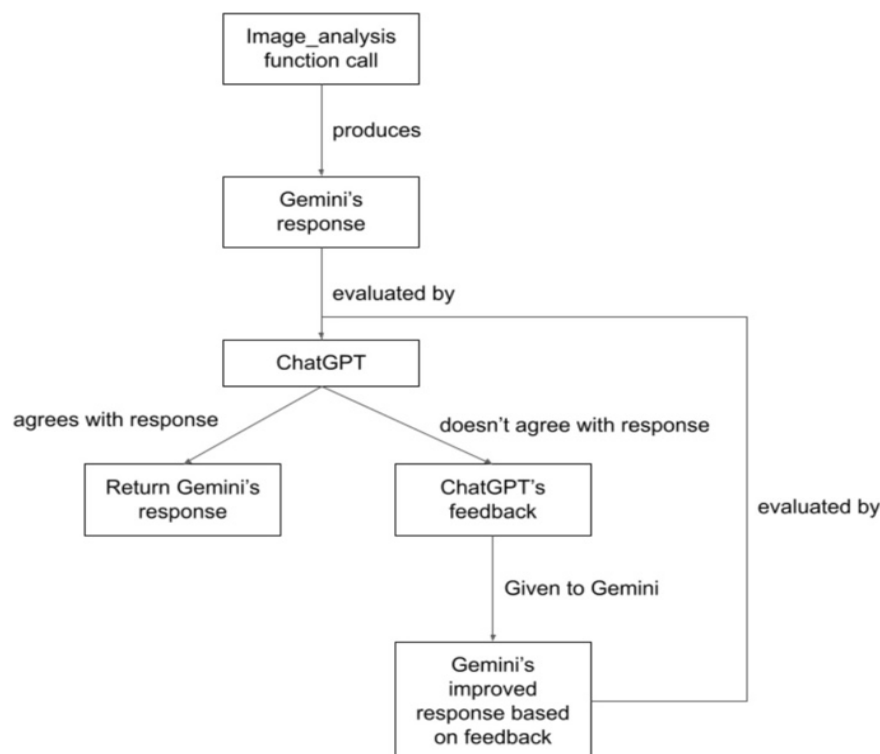 Image_analysis
function call
produces
Gemini's
response
evaluated by
ChatGPT
agrees with response
doesn't agree with response
Return Gemini's
response
ChatGPT's
feedback
evaluated by
Given to Gemini
Gemini's
improved
response based
on feedback